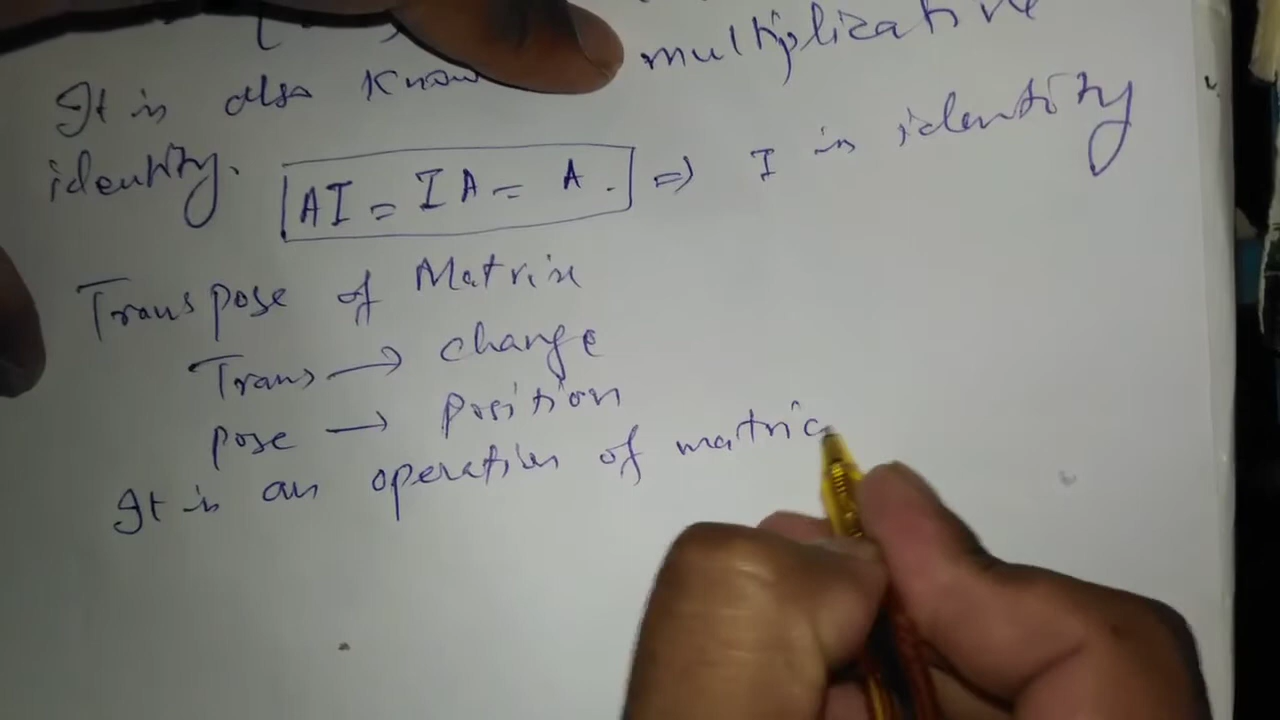 It is also know multiplicative
identity. AI = IA = A. => I is identity
Transpose of Matrix
Trans → change
pose → position
It is an operation of matric